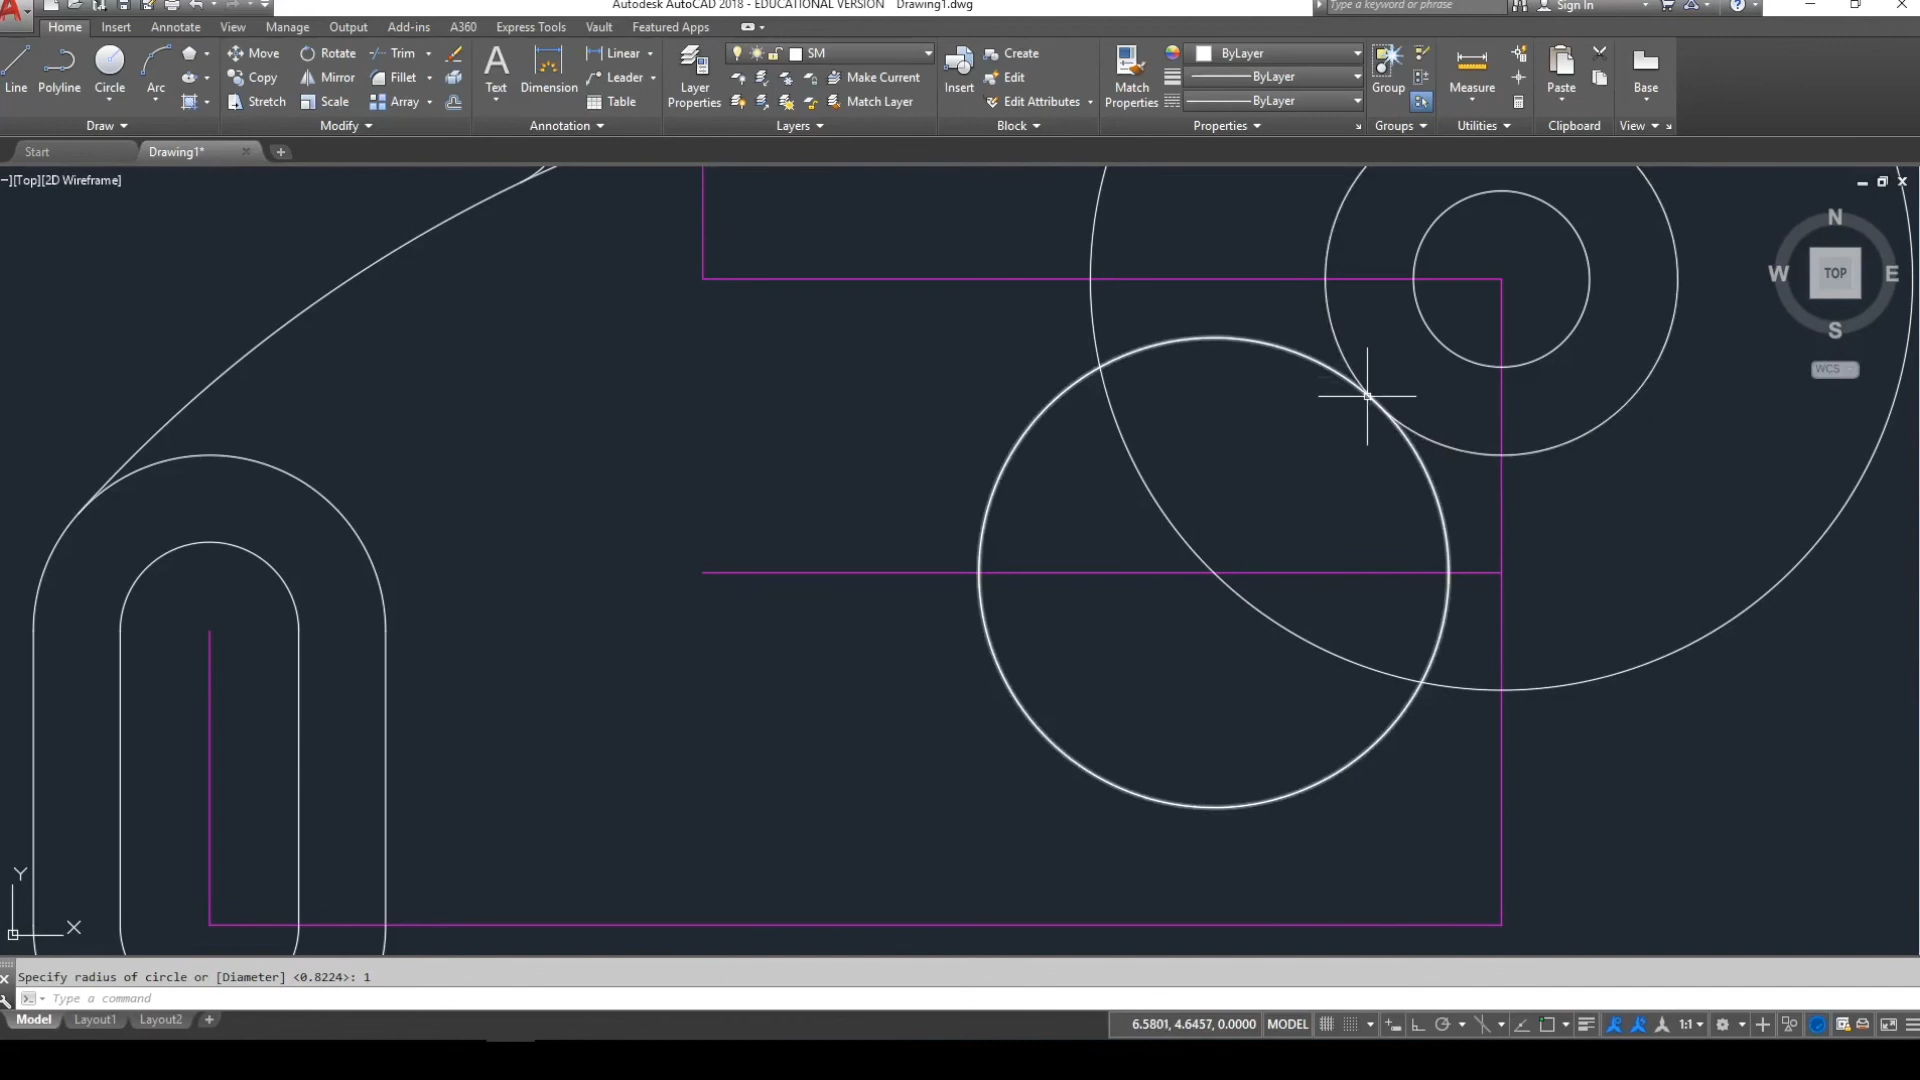 Autodesk AutoCAD 2018 - EDUCATIONAL VERSION Drawing1.dwg
Type a keyword or phrase
Sign In
Home Insert Annotate View Manage Output Add-ins A360 Express Tools Vault Featured Apps
Line
Polyline
Circle
Arc
Draw
Move Rotate Trim
Copy Mirror Fillet
Stretch Scale Array
Modify
Text
Dimension
Linear
Leader
Table
Annotation
Layer
Properties
SM
Make Current
Match Layer
Layers
Insert
Create
Edit
Edit Attributes
Block
Match
Properties
ByLayer
ByLayer
ByLayer
Properties
Group
Groups
Measure
Utilities
Paste
Clipboard
Base
View
Start
Drawing1*
−][Top][2D Wireframe]
N
W TOP E
S
WCS
Y
X
Specify radius of circle or [Diameter] <0.8224>: 1
Type a command
Model Layout1 Layout2 +
6.5801, 4.6457, 0.0000 MODEL
1:1